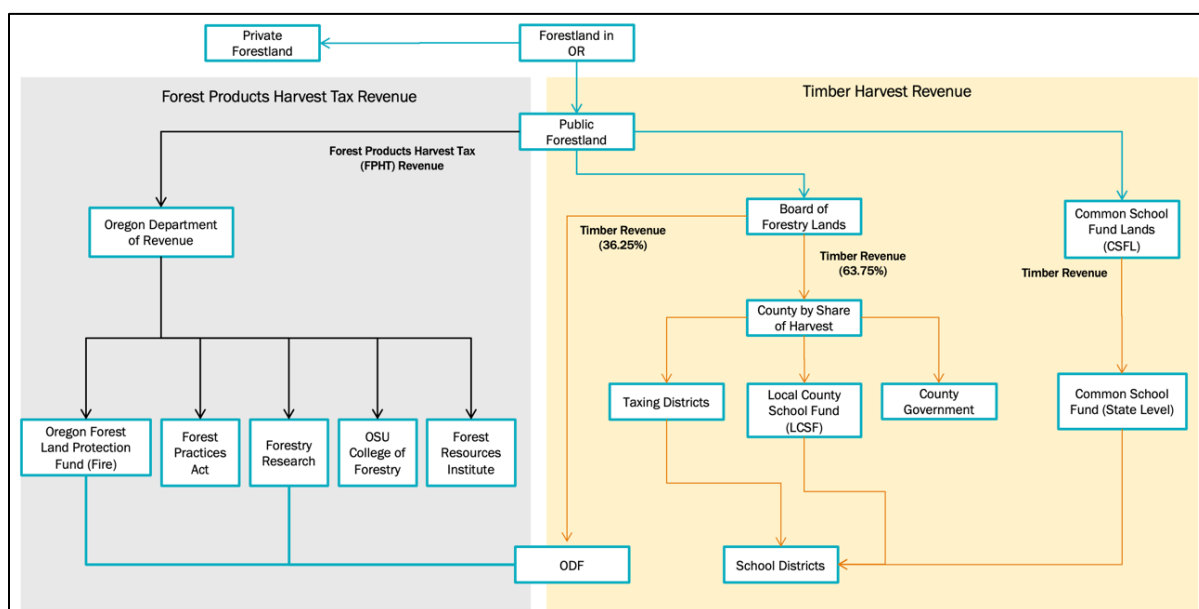 Private
Forestland
Forestland in
OR
Forest Products Harvest Tax Revenue
Timber Harvest Revenue
Public
Forestland
Forest Products Harvest Tax
(FPHT) Revenue
Oregon Department
of Revenue
Timber Revenue
(36.25%)
Board of
Forestry Lands
Timber Revenue
(63.75%)
Common School
Fund Lands
(CSFL)
Timber Revenue
County by Share
of Harvest
Taxing Districts
Local County
School Fund
(LCSF)
County
Government
Common School
Fund (State Level)
Oregon Forest
Land Protection
Fund (Fire)
Forest
Practices
Act
Forestry
Research
OSU
College of
Forestry
Forest
Resources
Institute
ODF
School Districts